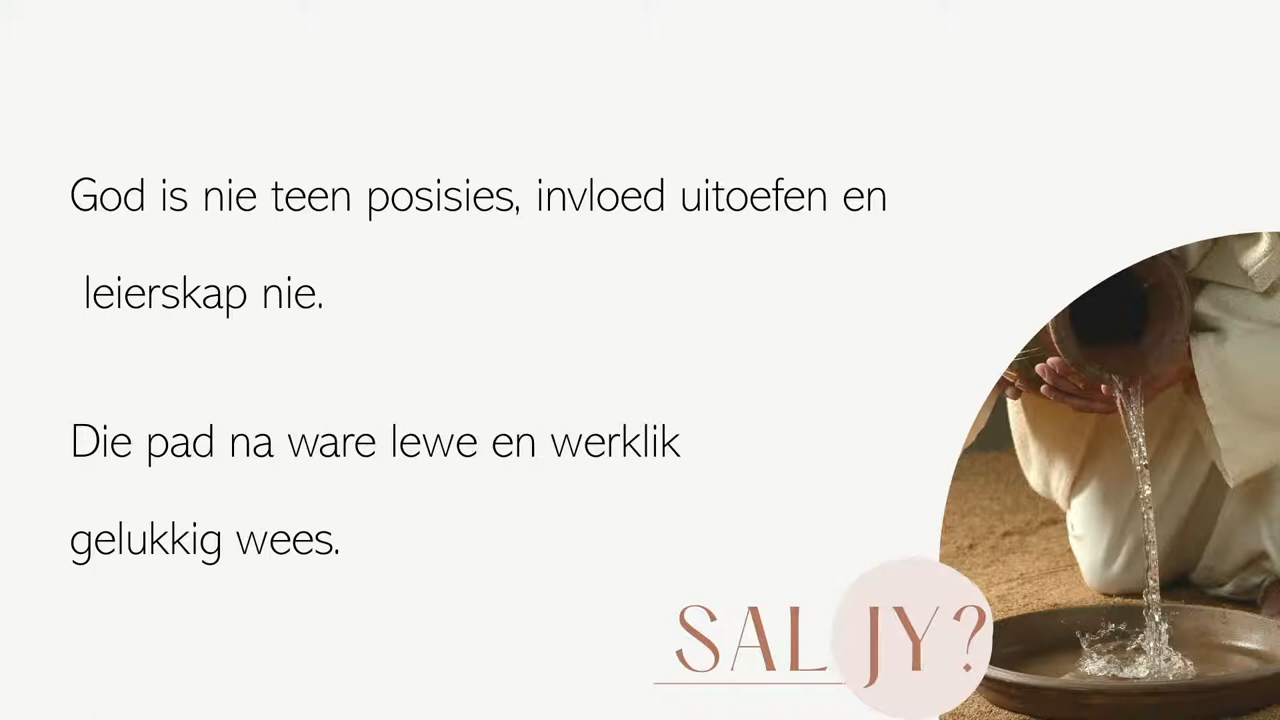 God is nie teen posisies, invloed uitoefen en
leierskap nie.
Die pad na ware lewe en werklik
gelukkig wees.
SAL JY?